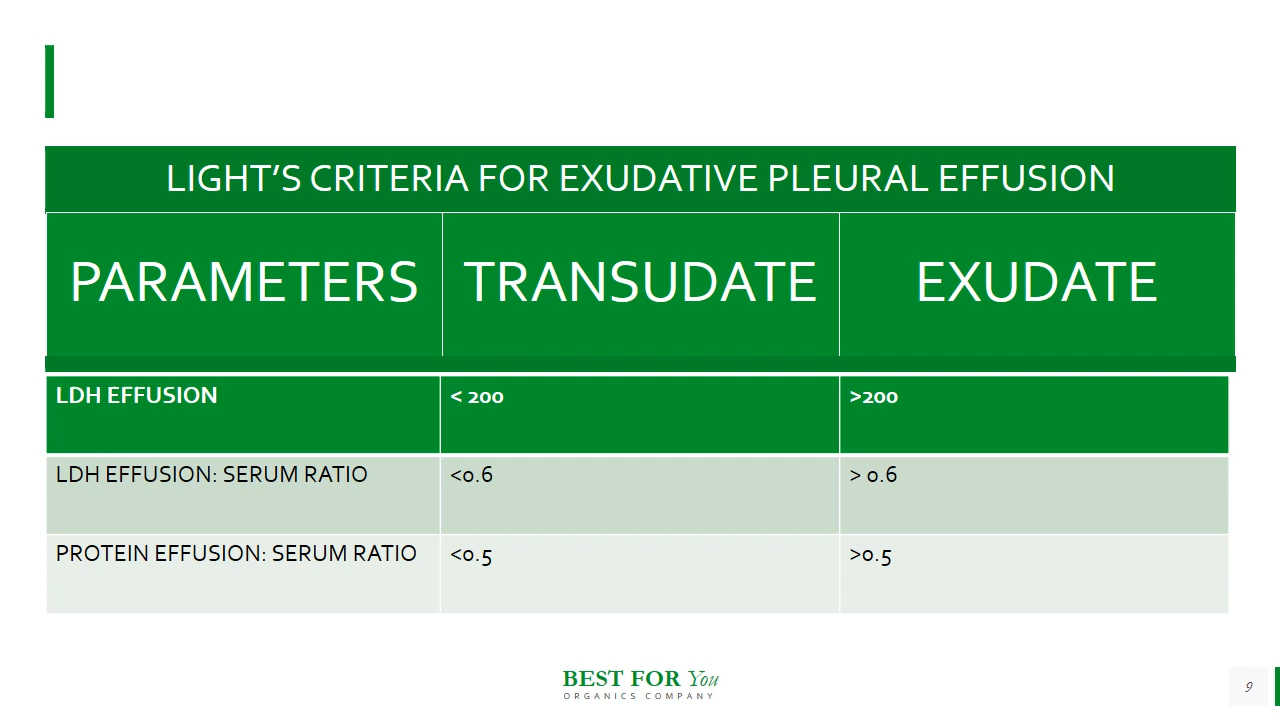 LIGHT’S CRITERIA FOR EXUDATIVE PLEURAL EFFUSION
PARAMETERS TRANSUDATE EXUDATE
LDH EFFUSION < 200 >200
LDH EFFUSION: SERUM RATIO <0.6 > 0.6
PROTEIN EFFUSION: SERUM RATIO <0.5 >0.5
BEST FOR You
ORGANICS COMPANY
9